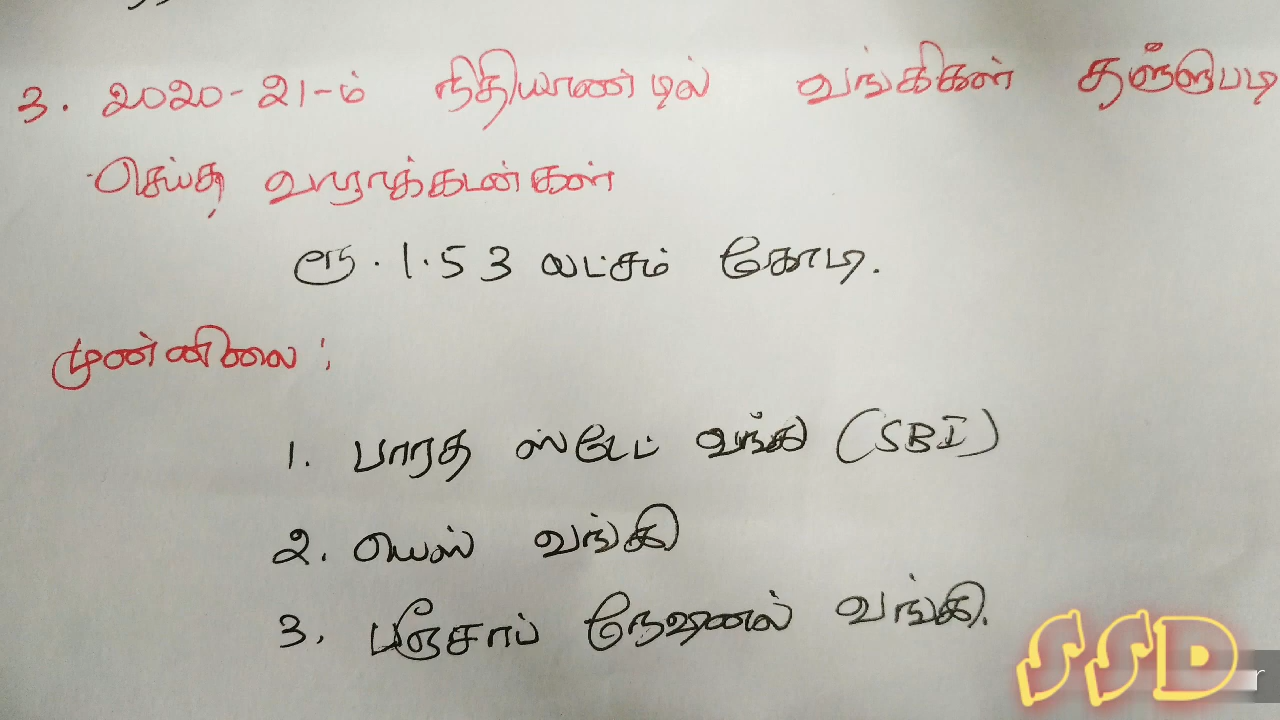 3. 2020-21-ம் நிதியாண்டில் வங்கிகள் தள்ளுபடி
செய்த வாராக்கடன்கள்
ரூ. 1.53 லட்சம் கோடி.
முன்னிலை :
1. பாரத ஸ்டேட் வங்கி (SBI)
2. யெஸ் வங்கி
3. பஞ்சாப் நேஷனல் வங்கி.
SSD